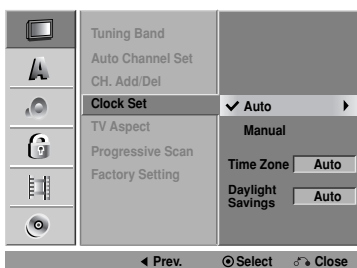 Tuning Band
Auto Channel Set
CH. Add/Del
Clock Set
TV Aspect
Progressive Scan
Factory Setting
Auto
Manual
Time Zone Auto
Daylight
Savings Auto
Prev. Select Close